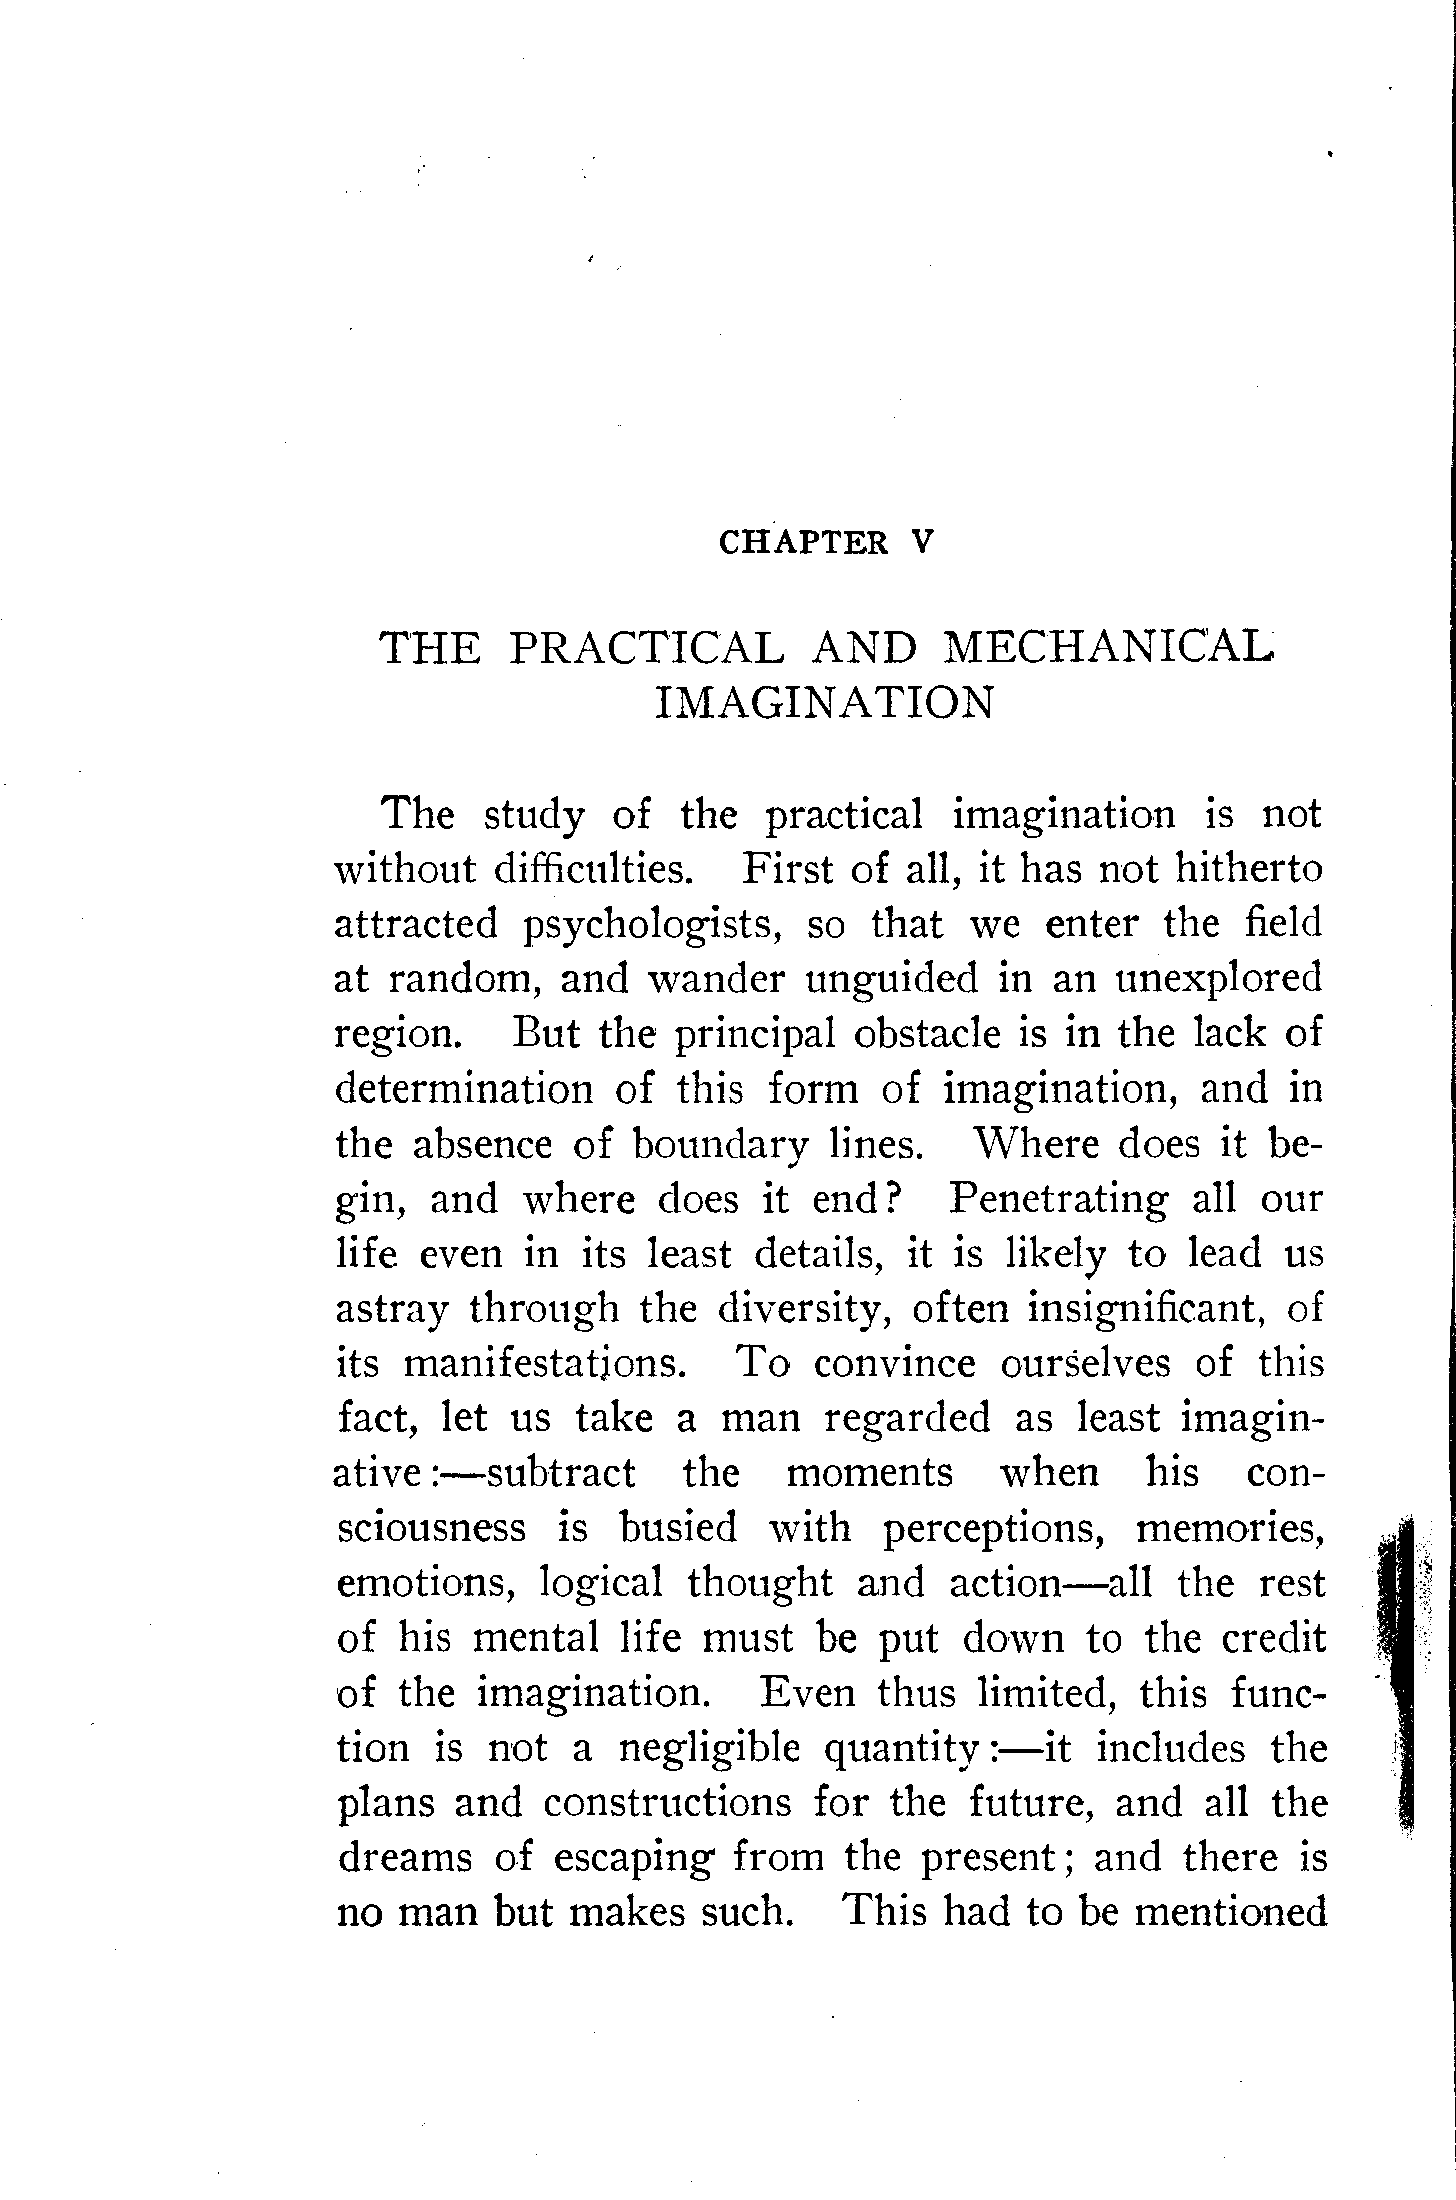 CHAPTER V
THE PRACTICAL AND MECHANICAL
IMAGINATION
The study of the practical imagination is not
without difficulties. First of all, it has not hitherto
attracted psychologists, so that we enter the field
at random, and wander unguided in an unexplored
region. But the principal obstacle is in the lack of
determination of this form of imagination, and in
the absence of boundary lines. Where does it be-
gin, and where does it end? Penetrating all our
life even in its least details, it is likely to lead us
astray through the diversity, often insignificant, of
its manifestations. To convince ourselves of this
fact, let us take a man regarded as least imagin-
ative:—subtract the moments when his con-
sciousness is busied with perceptions, memories,
emotions, logical thought and action—all the rest
of his mental life must be put down to the credit
of the imagination. Even thus limited, this func-
tion is not a negligible quantity:—it includes the
plans and constructions for the future, and all the
dreams of escaping from the present; and there is
no man but makes such. This had to be mentioned